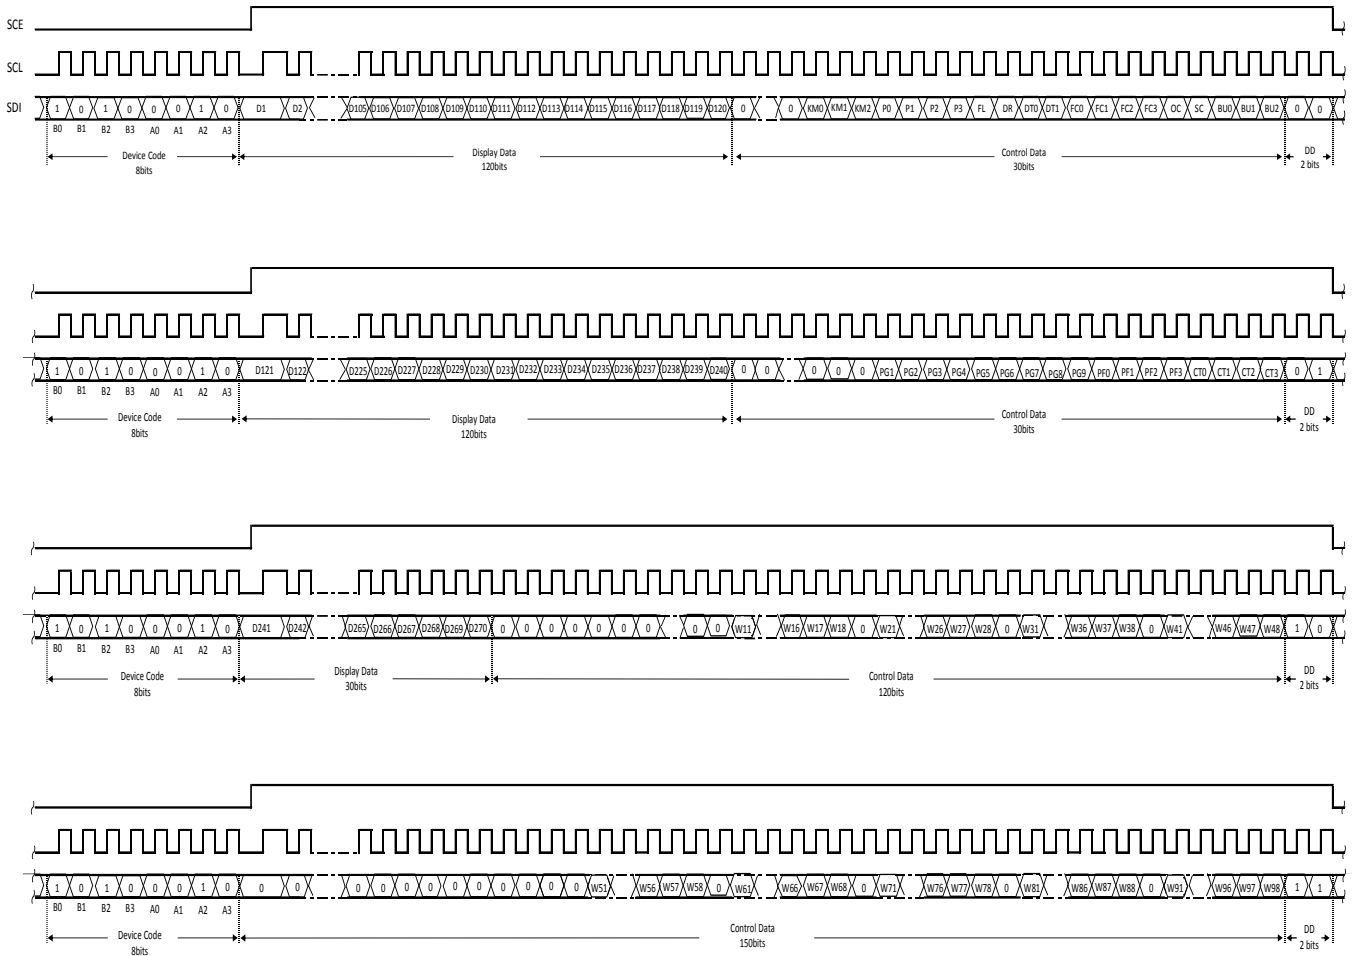 SCE
SCL
SDI 1 0 1 0 0 0 1 0 D1 D2 D105 D106 D107 D108 D109 D110 D111 D112 D113 D114 D115 D116 D117 D118 D119 D120 0 0 KM0 KM1 KM2 P0 P1 P2 P3 FL DR DT0 DT1 FC0 FC1 FC2 FC3 OC SC BU0 BU1 BU2 0 0
B0 B1 B2 B3 A0 A1 A2 A3
Device Code Display Data Control Data DD
8bits 120bits 30bits 2 bits
1 0 1 0 0 0 1 0 D121 D122 D225 D226 D227 D228 D229 D230 D231 D232 D233 D234 D235 D236 D237 D238 D239 D240 0 0 0 0 0 PG1 PG2 PG3 PG4 PG5 PG6 PG7 PG8 PG9 PF0 PF1 PF2 PF3 CT0 CT1 CT2 CT3 0 1
B0 B1 B2 B3 A0 A1 A2 A3
Device Code Display Data Control Data DD
8bits 120bits 30bits 2 bits
1 0 1 0 0 0 1 0 D241 D242 D265 D266 D267 D268 D269 D270 0 0 0 0 0 0 0 0 0 W11 W16 W17 W18 0 W21 W26 W27 W28 0 W31 W36 W37 W38 0 W41 W46 W47 W48 1 0
B0 B1 B2 B3 A0 A1 A2 A3
Device Code Display Data Control Data DD
8bits 30bits 120bits 2 bits
1 0 1 0 0 0 1 0 0 0 0 0 0 0 0 0 0 0 0 0 W51 W56 W57 W58 0 W61 W66 W67 W68 0 W71 W76 W77 W78 0 W81 W86 W87 W88 0 W91 W96 W97 W98 1 1
B0 B1 B2 B3 A0 A1 A2 A3
Device Code Control Data DD
8bits 150bits 2 bits